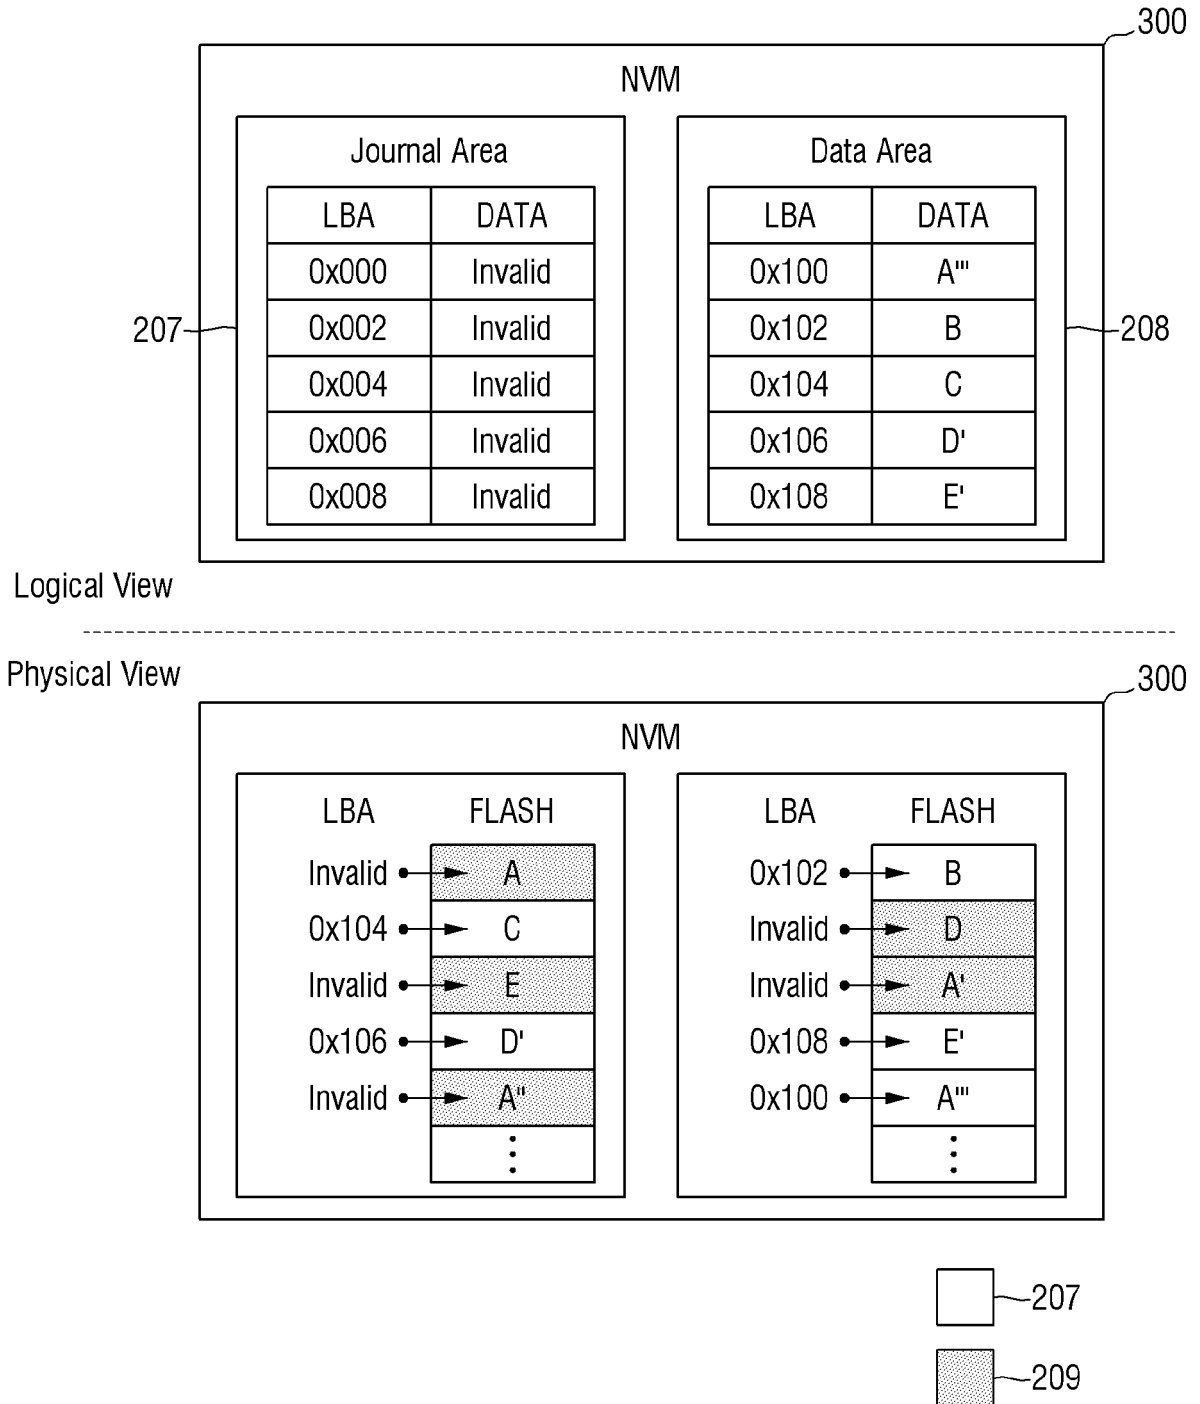 300
NVM
Journal Area
LBA DATA
0x000 Invalid
0x002 Invalid
0x004 Invalid
0x006 Invalid
0x008 Invalid
207
Data Area
LBA DATA
0x100 A'''
0x102 B
0x104 C
0x106 D'
0x108 E'
208
Logical View
Physical View
300
NVM
LBA FLASH
Invalid A
0x104 C
Invalid E
0x106 D'
Invalid A"
⋮
LBA FLASH
0x102 B
Invalid D
Invalid A'
0x108 E'
0x100 A'''
⋮
207
209